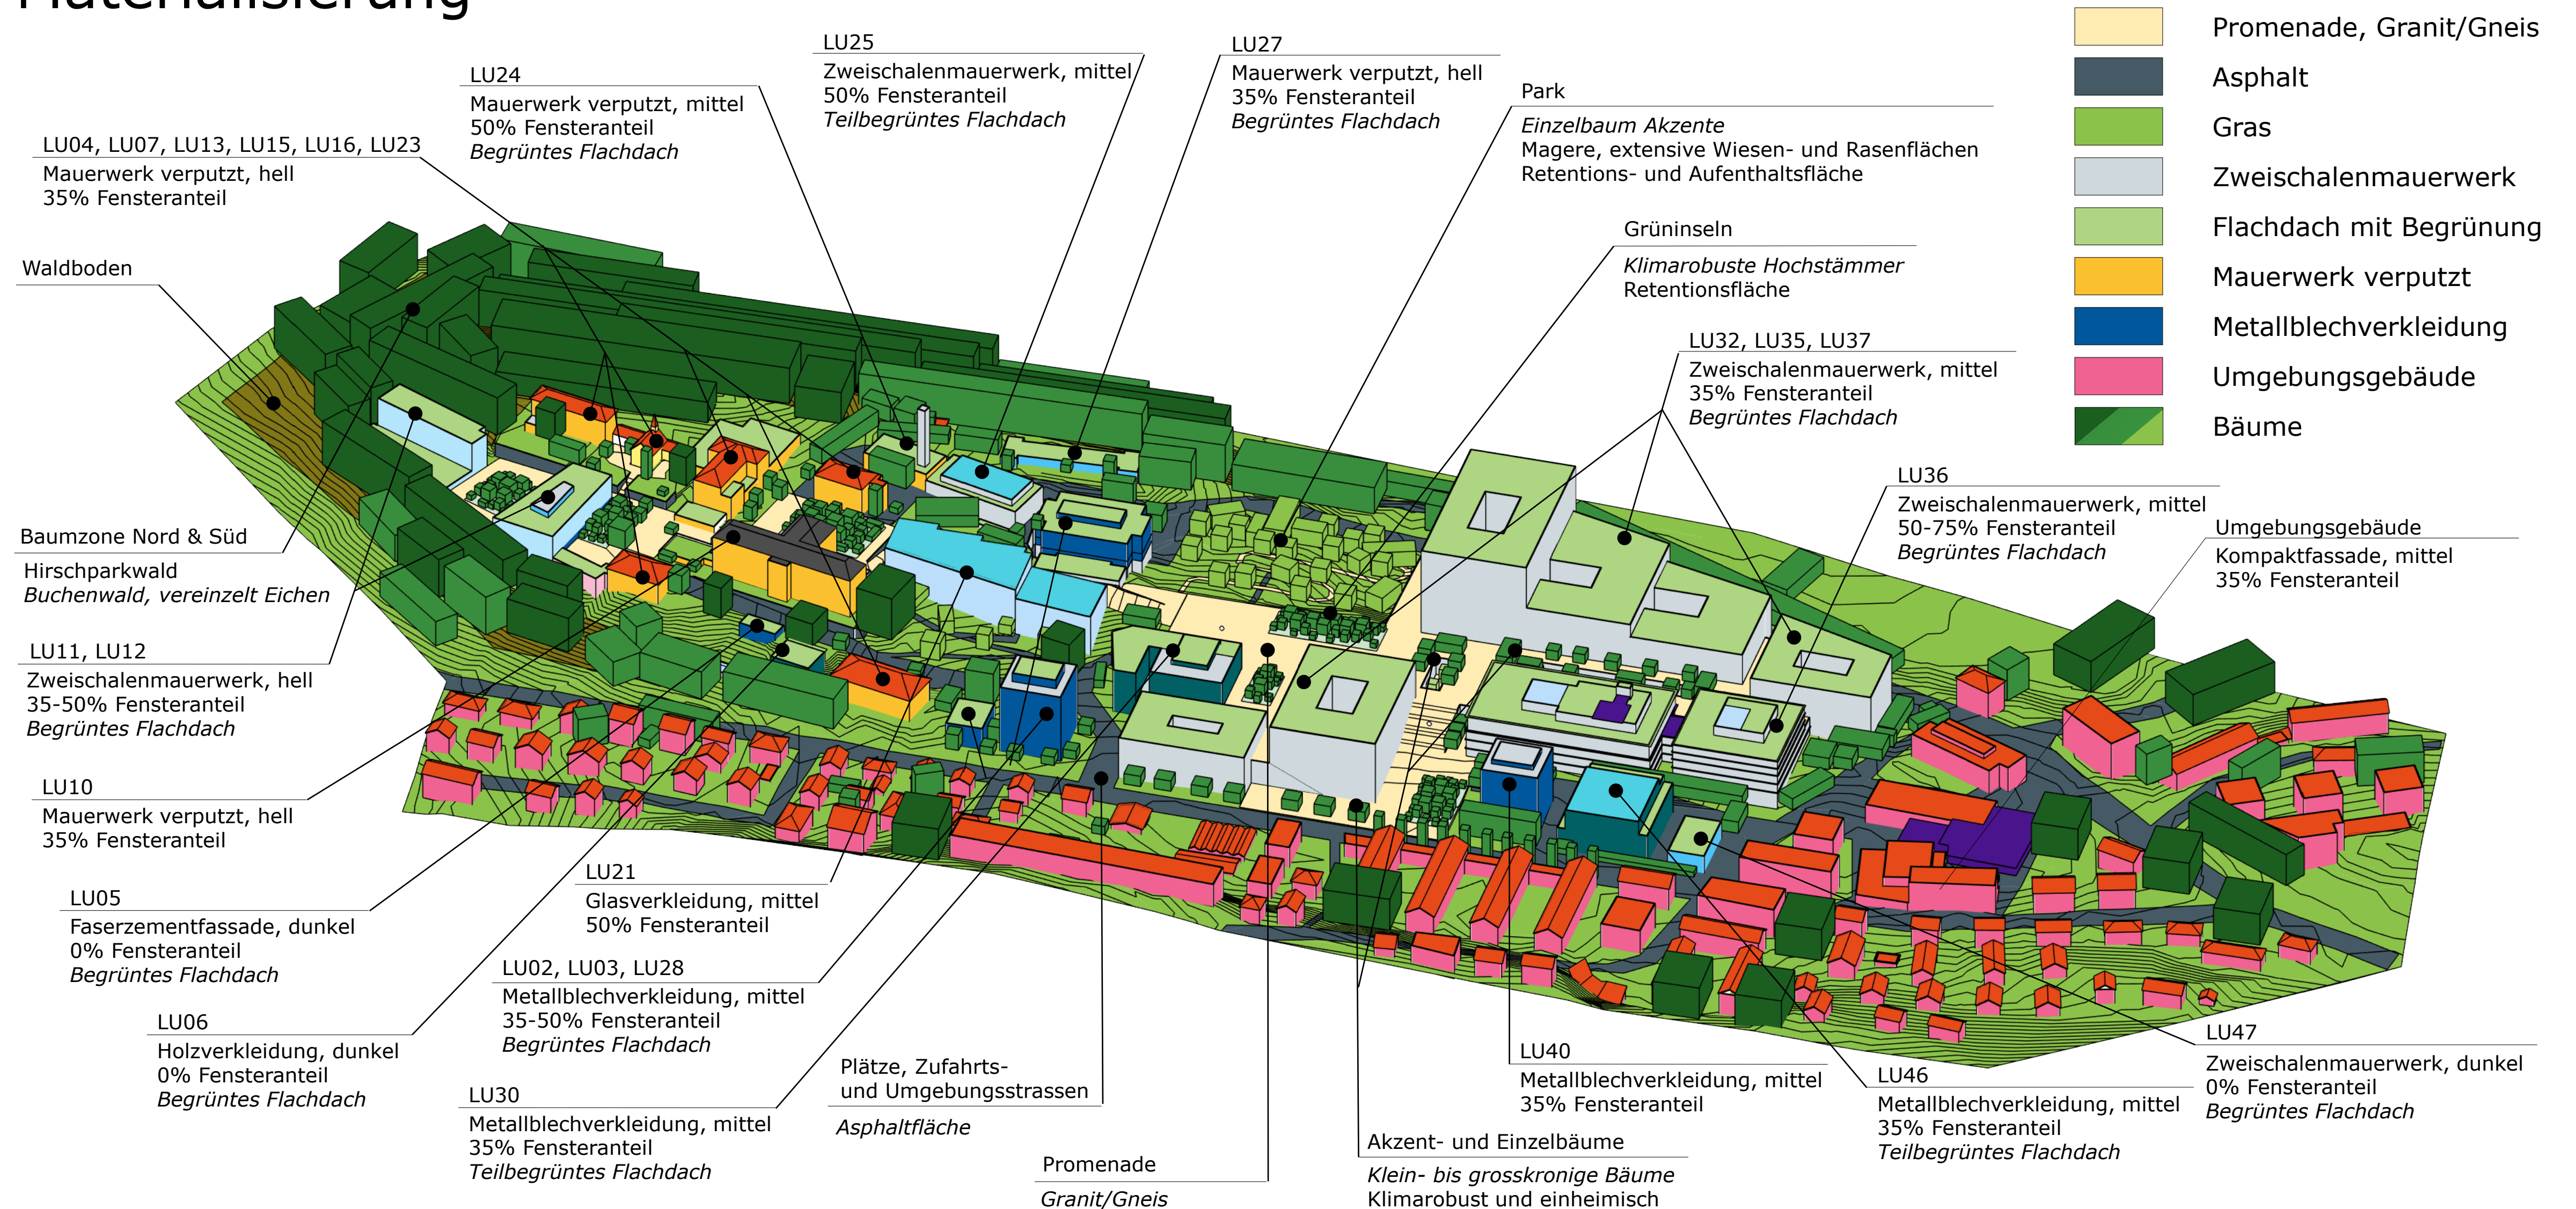 Materialisierung
LU25
Zweischalenmauerwerk, mittel
50% Fensteranteil
Teilbegrüntes Flachdach
LU27
Mauerwerk verputzt, hell
35% Fensteranteil
Begrüntes Flachdach
LU24
Mauerwerk verputzt, mittel
50% Fensteranteil
Begrüntes Flachdach
Park
Einzelbaum Akzente
Magere, extensive Wiesen- und Rasenflächen
Retentions- und Aufenthaltsfläche
LU04, LU07, LU13, LU15, LU16, LU23
Mauerwerk verputzt, hell
35% Fensteranteil
Grüninseln
Klimarobuste Hochstämmer
Retentionsfläche
Waldboden
LU32, LU35, LU37
Zweischalenmauerwerk, mittel
35% Fensteranteil
Begrüntes Flachdach
LU36
Zweischalenmauerwerk, mittel
50-75% Fensteranteil
Begrüntes Flachdach
Umgebungsgebäude
Kompaktfassade, mittel
35% Fensteranteil
Promenade, Granit/Gneis
Asphalt
Gras
Zweischalenmauerwerk
Flachdach mit Begrünung
Mauerwerk verputzt
Metallblechverkleidung
Umgebungsgebäude
Bäume
Baumzone Nord & Süd
Hirschparkwald
Buchenwald, vereinzelt Eichen
LU11, LU12
Zweischalenmauerwerk, hell
35-50% Fensteranteil
Begrüntes Flachdach
LU10
Mauerwerk verputzt, hell
35% Fensteranteil
LU05
Faserzementfassade, dunkel
0% Fensteranteil
Begrüntes Flachdach
LU06
Holzverkleidung, dunkel
0% Fensteranteil
Begrüntes Flachdach
LU21
Glasverkleidung, mittel
50% Fensteranteil
LU02, LU03, LU28
Metallblechverkleidung, mittel
35-50% Fensteranteil
Begrüntes Flachdach
LU30
Metallblechverkleidung, mittel
35% Fensteranteil
Teilbegrüntes Flachdach
Plätze, Zufahrts-
und Umgebungsstrassen
Asphaltfläche
Promenade
Granit/Gneis
Akzent- und Einzelbäume
Klein- bis grosskronige Bäume
Klimarobust und einheimisch
LU40
Metallblechverkleidung, mittel
35% Fensteranteil
LU46
Metallblechverkleidung, mittel
35% Fensteranteil
Teilbegrüntes Flachdach
LU47
Zweischalenmauerwerk, dunkel
0% Fensteranteil
Begrüntes Flachdach